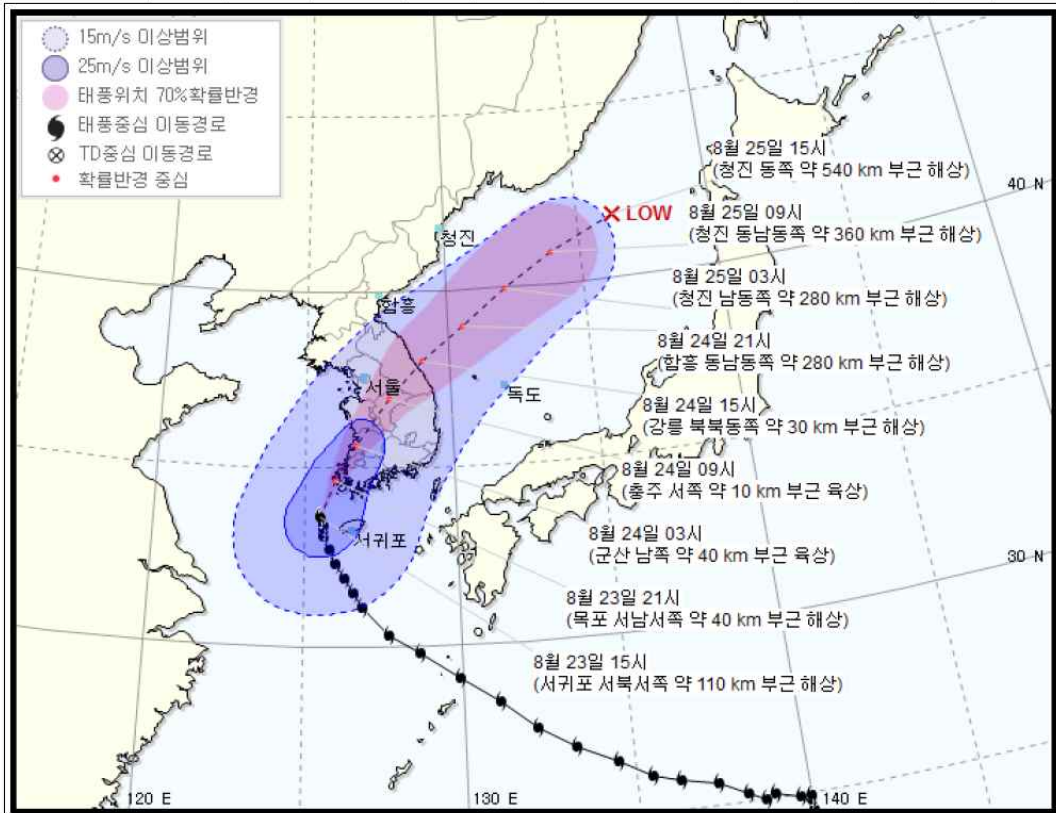 15m/s 이상범위
25m/s 이상범위
태풍위치 70%확률반경
태풍중심 이동경로
TD중심 이동경로
확률반경 중심
8월 25일 15시
(청진 동쪽 약 540 km 부근 해상)
40 N
LOW
8월 25일 09시
(청진 동남동쪽 약 360 km 부근 해상)
청진
8월 25일 03시
(청진 남동쪽 약 280 km 부근 해상)
함흥
8월 24일 21시
(함흥 동남동쪽 약 280 km 부근 해상)
서울
독도
8월 24일 15시
(강릉 북북동쪽 약 30 km 부근 해상)
8월 24일 09시
(충주 서쪽 약 10 km 부근 육상)
8월 24일 03시
(군산 남쪽 약 40 km 부근 육상)
서귀포
30 N
8월 23일 21시
(목포 서남서쪽 약 40 km 부근 해상)
8월 23일 15시
(서귀포 서북서쪽 약 110 km 부근 해상)
120 E
130 E
140 E